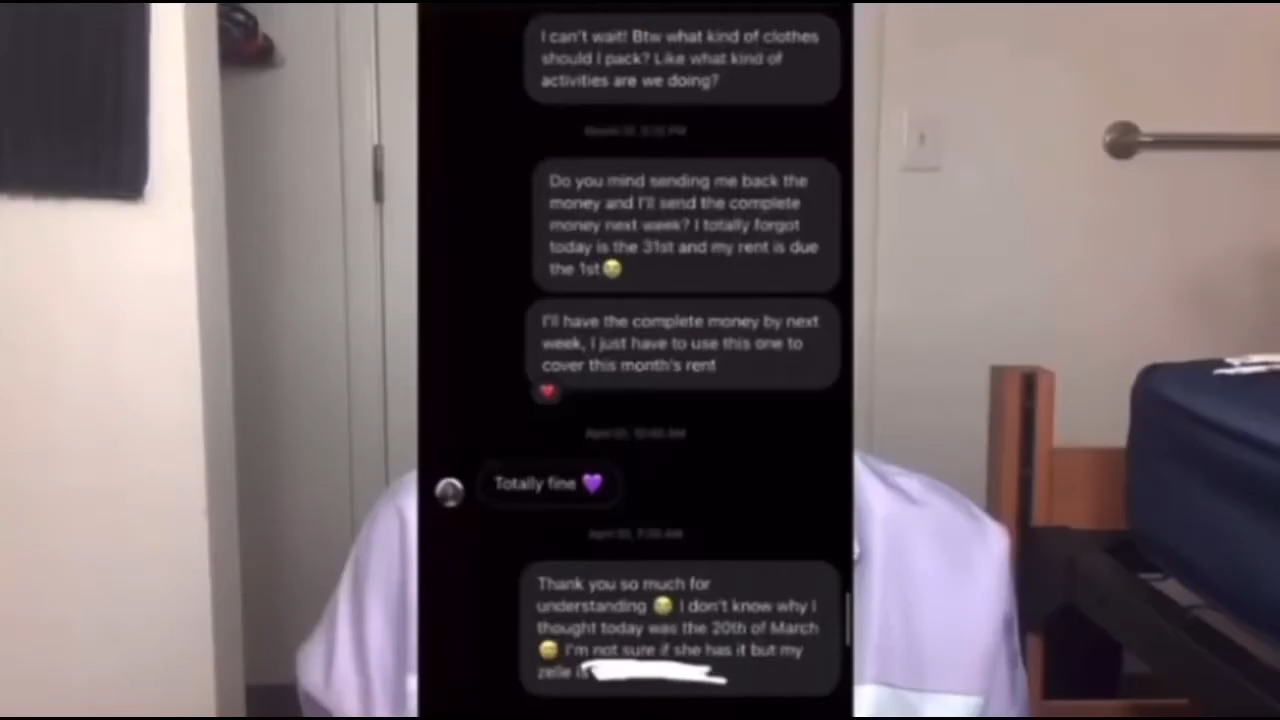 I can't wait! Btw what kind of clothes
should I pack? Like what kind of
activities are we doing?
Do you mind sending me back the
money and I'll send the complete
money next week? I totally forgot
today is the 31st and my rent is due
the 1st😭
I'll have the complete money by next
week, I just have to use this one to
cover this month's rent
Totally fine 💜
Thank you so much for
understanding 😭 I don't know why I
thought today was the 20th of March
😅 I'm not sure if she has it but my
zelle is